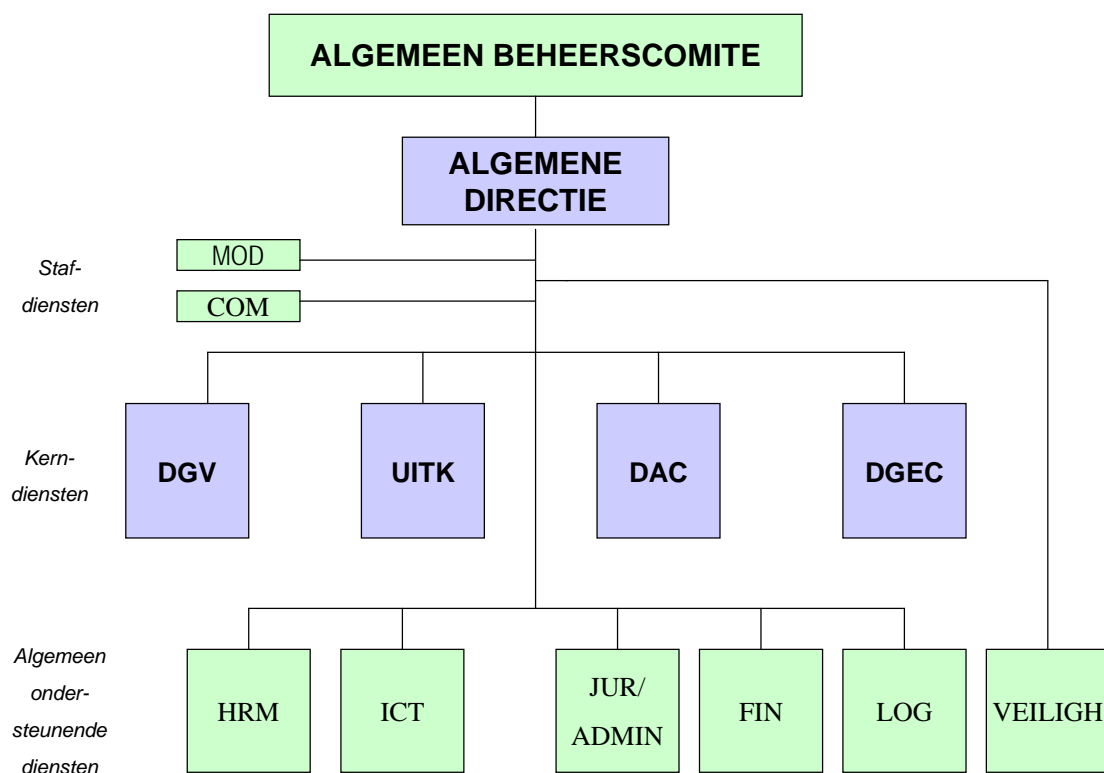 ALGEMEEN BEHEERSCOMITE
ALGEMENE
DIRECTIE
Staf-
diensten
MOD
COM
Kern-
diensten
DGV
UITK
DAC
DGEC
Algemeen
onder-
steunende
diensten
HRM
ICT
JUR/
ADMIN
FIN
LOG
VEILIGH